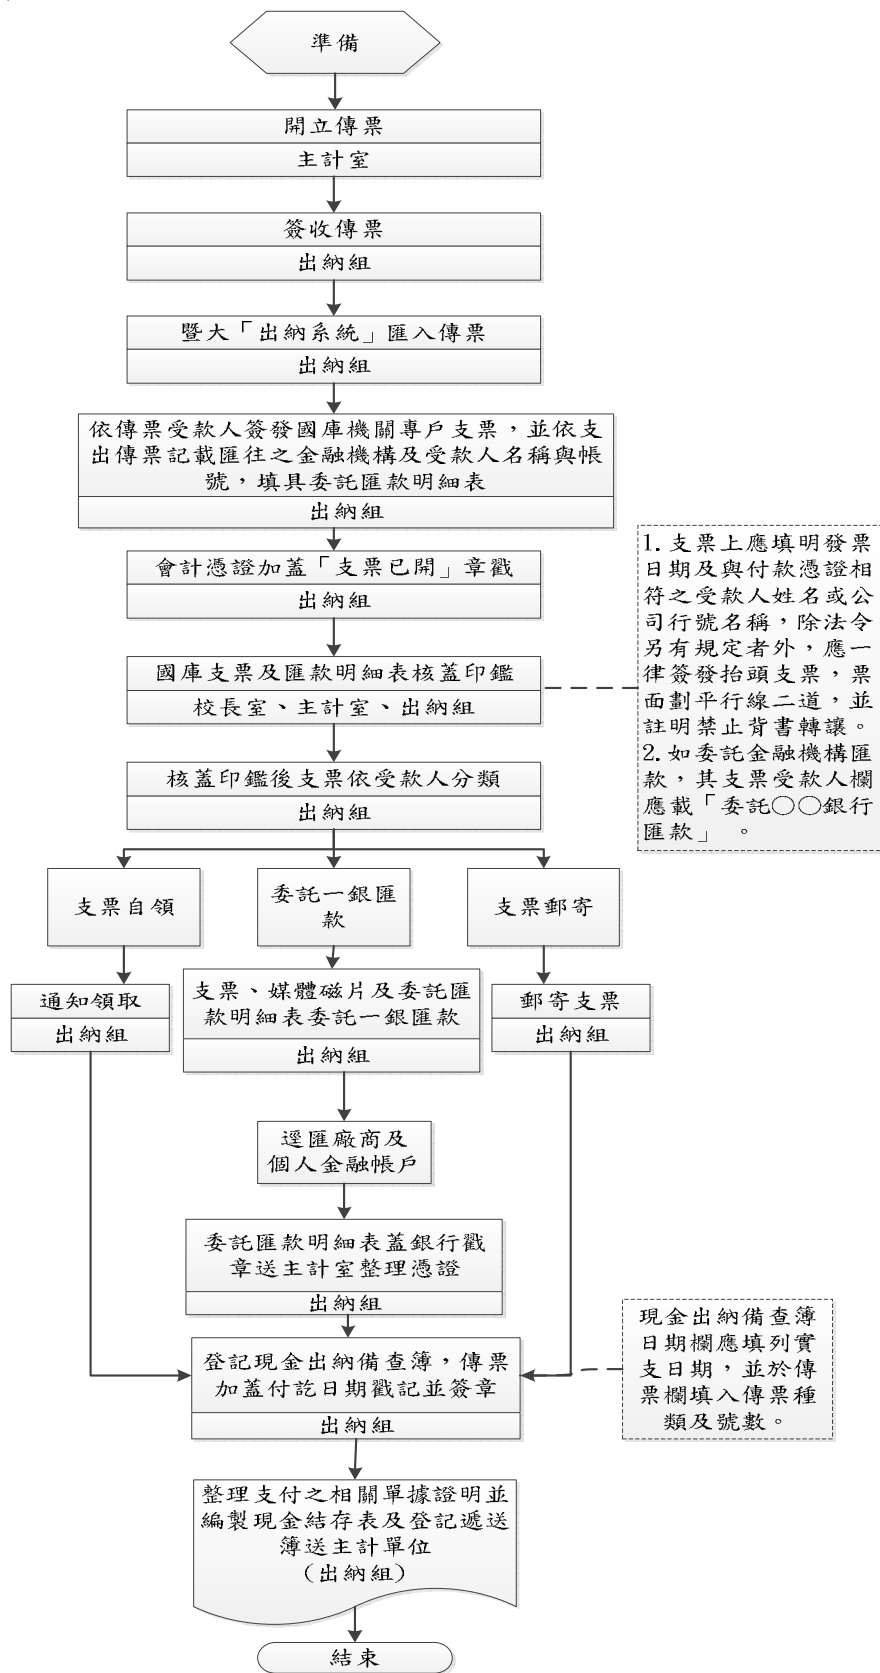 準備
開立傳票
主計室
簽收傳票
出納組
暨大「出納系統」匯入傳票
出納組
依傳票受款人簽發國庫機關專戶支票，並依支
出傳票記載匯往之金融機構及受款人名稱與帳
號，填具委託匯款明細表
出納組
會計憑證加蓋「支票已開」章戳
出納組
國庫支票及匯款明細表核蓋印鑑
校長室、主計室、出納組
1. 支票上應填明發票
日期及與付款憑證相
符之受款人姓名或公
司行號名稱，除法令
另有規定者外，應一
律簽發抬頭支票，票
面劃平行線二道，並
註明禁止背書轉讓。
2. 如委託金融機構匯
款，其支票受款人欄
應載「委託○○銀行
匯款」 。
核蓋印鑑後支票依受款人分類
出納組
支票自領
委託一銀匯
款
支票郵寄
通知領取
出納組
支票、媒體磁片及委託匯
款明細表委託一銀匯款
出納組
郵寄支票
出納組
逕匯廠商及
個人金融帳戶
委託匯款明細表蓋銀行戳
章送主計室整理憑證
出納組
登記現金出納備查簿，傳票
加蓋付訖日期戳記並簽章
出納組
現金出納備查簿
日期欄應填列實
支日期，並於傳
票欄填入傳票種
類及號數。
整理支付之相關單據證明並
編製現金結存表及登記遞送
簿送主計單位
（出納組）
結束